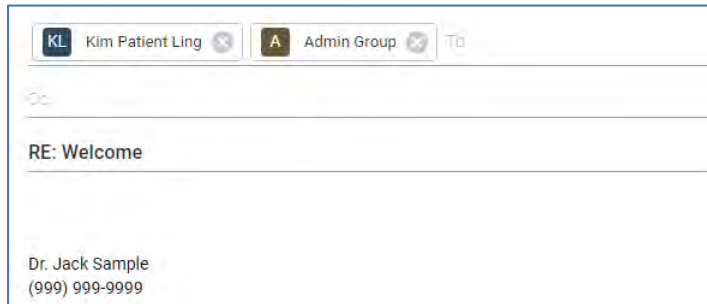 KL Kim Patient Ling A Admin Group To
Cc
RE: Welcome
Dr. Jack Sample
(999) 999-9999